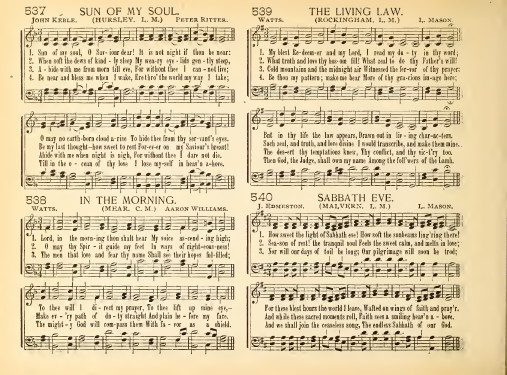 537 SUN OF MY SOUL.
JOHN KEBLE. (HURSLEY. L. M.) PETER RITTER.
1. Sun of my soul, O Sav-iour dear! It is not night if thou be near:
2. When soft the dews of kind - ly sleep My wea-ry eye - lids gen - tly steep,
3. A - bide with me from morn till eve, For without thee I can - not live;
4. Be near and bless me when I wake, Ere thro' the world my way I take;
O may no earth-born cloud a-rise To hide thee from thy ser-vant's eyes.
Be my last thought—how sweet to rest For-ev-er on my Saviour's breast!
Abide with me when night is nigh, For without thee I dare not die.
Till in the o - cean of thy love I lose my-self in heav'n a-bove.
538 IN THE MORNING.
WATTS. (MEAR. C. M.) AARON WILLIAMS.
1. Lord, in the morn-ing thou shalt hear My voice as-cend - ing high;
2. O may thy Spir - it guide my feet In ways of right-eous-ness!
3. The men that love and fear thy name Shall see their hopes ful-filled;
To thee will I di - rect my prayer, To thee lift up mine eye,-
Make ev - 'ry path of du - ty straight And plain be - fore my face.
The might - y God will com-pass them With fa - vor as a shield.
539 THE LIVING LAW.
WATTS. (ROCKINGHAM, L. M.) L. MASON.
1. My blest Re-deem-er and my Lord, I read my du - ty in thy word;
2. What truth and love thy bos-om fill! What zeal to do thy Father's will!
3. Cold mountains and the midnight air Witnessed the fer-vor of thy prayer;
4. Be thou my pattern; make me bear More of thy gra-cious im-age here;
But in thy life the law appears, Drawn out in liv - ing char-ac-ters.
Such zeal, and truth, and love divine I would transcribe, and make them mine.
The des-ert thy temptations knew, Thy conflict, and thy vic-t'ry too.
Then God, the Judge, shall own my name Among the foll'wers of the Lamb.
540 SABBATH EVE.
J. EDMESTON. (MALVERN. L. M.) L. MASON.
1. How sweet the light of Sabbath eve! How soft the sunbeams ling'ring there!
2. Sea-son of rest! the tranquil soul Feels the sweet calm, and melts in love;
3. Nor will our days of toil be long; Our pilgrimage will soon be trod;
For these blest hours the world I leave, Wafted on wings of faith and pray'r.
And while these sacred moments roll, Faith sees a smiling heav'n a - bove.
And we shall join the ceaseless song, The endless Sabbath of our God.